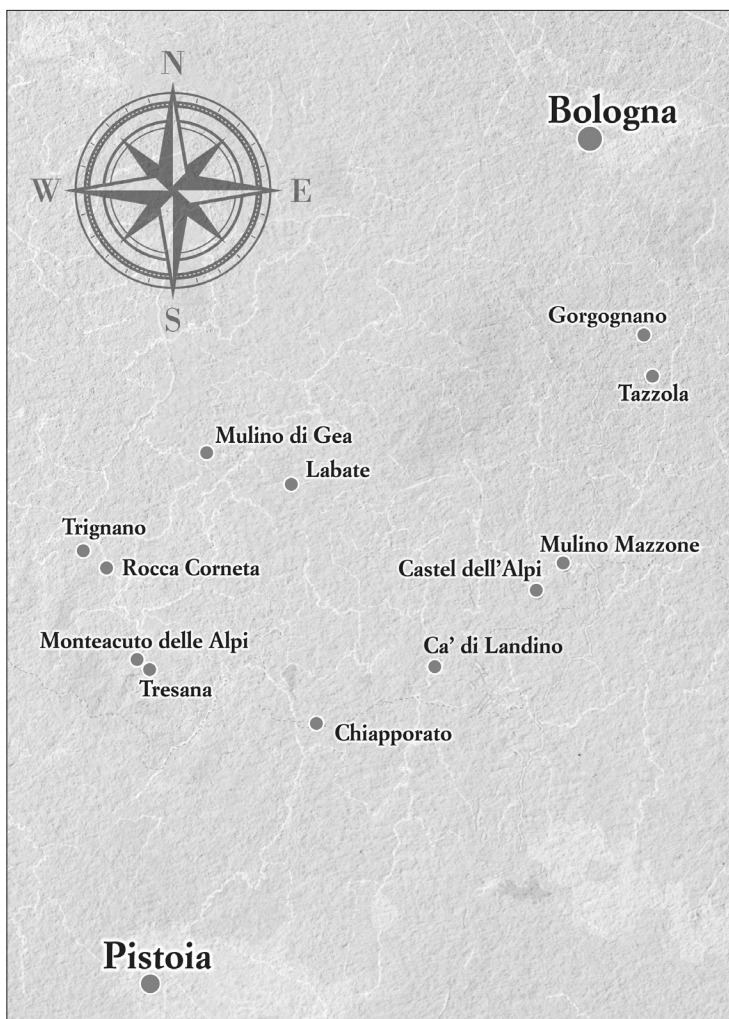 N
Bologna
W
E
S
Gorgognano
Tazzola
Mulino di Gea
Labate
Trignano
Mulino Mazzone
Rocca Corneta
Castel dell'Alpi
Monteacuto delle Alpi
Ca' di Landino
Tresana
Chiapporato
Pistoia